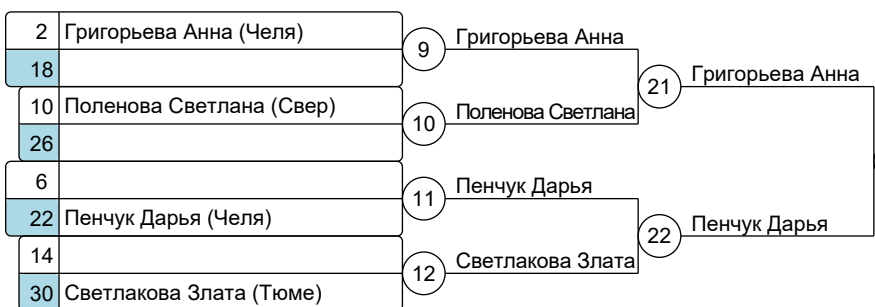 2 Григорьева Анна (Челя)
9 Григорьева Анна
18
21 Григорьева Анна
10 Поленова Светлана (Свер)
10 Поленова Светлана
26
6
11 Пенчук Дарья
22 Пенчук Дарья (Челя)
22 Пенчук Дарья
14
12 Светлакова Злата
30 Светлакова Злата (Тюме)